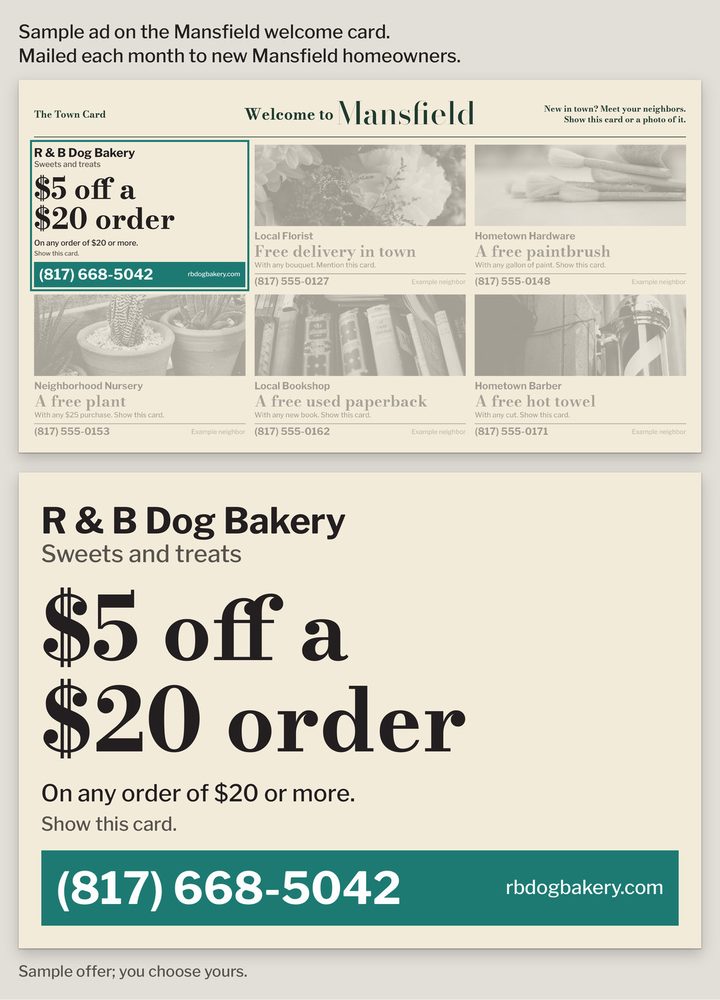 Sample ad on the Mansfield welcome card.
Mailed each month to new Mansfield homeowners.
The Town Card
Welcome to Mansfield
New in town? Meet your neighbors.
Show this card or a photo of it.
R & B Dog Bakery
Sweets and treats
$5 off a
$20 order
On any order of $20 or more.
Show this card.
(817) 668-5042 rbdogbakery.com
Local Florist
Free delivery in town
With any bouquet. Mention this card.
(817) 555-0127 Example neighbor
Hometown Hardware
A free paintbrush
With any gallon of paint. Show this card.
(817) 555-0148 Example neighbor
Neighborhood Nursery
A free plant
With any $25 purchase. Show this card.
(817) 555-0153 Example neighbor
Local Bookshop
A free used paperback
With any new book. Show this card.
(817) 555-0162 Example neighbor
Hometown Barber
A free hot towel
With any cut. Show this card.
(817) 555-0171 Example neighbor
R & B Dog Bakery
Sweets and treats
$5 off a
$20 order
On any order of $20 or more.
Show this card.
(817) 668-5042 rbdogbakery.com
Sample offer; you choose yours.